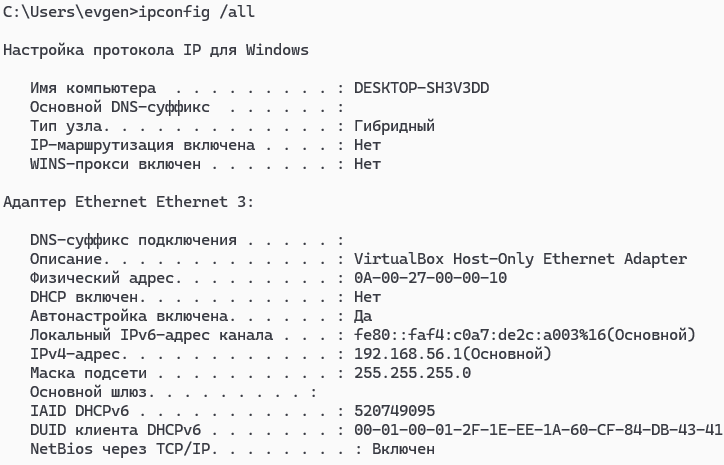 C:\Users\evgen>ipconfig /all
Настройка протокола IP для Windows
Имя компьютера  . . . . . . . . . : DESKTOP-SH3V3DD
Основной DNS-суффикс  . . . . . . :
Тип узла. . . . . . . . . . . . . : Гибридный
IP-маршрутизация включена . . . . : Нет
WINS-прокси включен . . . . . . . : Нет
Адаптер Ethernet Ethernet 3:
DNS-суффикс подключения . . . . . :
Описание. . . . . . . . . . . . . : VirtualBox Host-Only Ethernet Adapter
Физический адрес. . . . . . . . . : 0A-00-27-00-00-10
DHCP включен. . . . . . . . . . . : Нет
Автонастройка включена. . . . . . : Да
Локальный IPv6-адрес канала . . . : fe80::faf4:c0a7:de2c:a003%16(Основной)
IPv4-адрес. . . . . . . . . . . . : 192.168.56.1(Основной)
Маска подсети . . . . . . . . . . : 255.255.255.0
Основной шлюз. . . . . . . . . :
IAID DHCPv6 . . . . . . . . . . . : 520749095
DUID клиента DHCPv6 . . . . . . . : 00-01-00-01-2F-1E-EE-1A-60-CF-84-DB-43-41
NetBios через TCP/IP. . . . . . . . : Включен